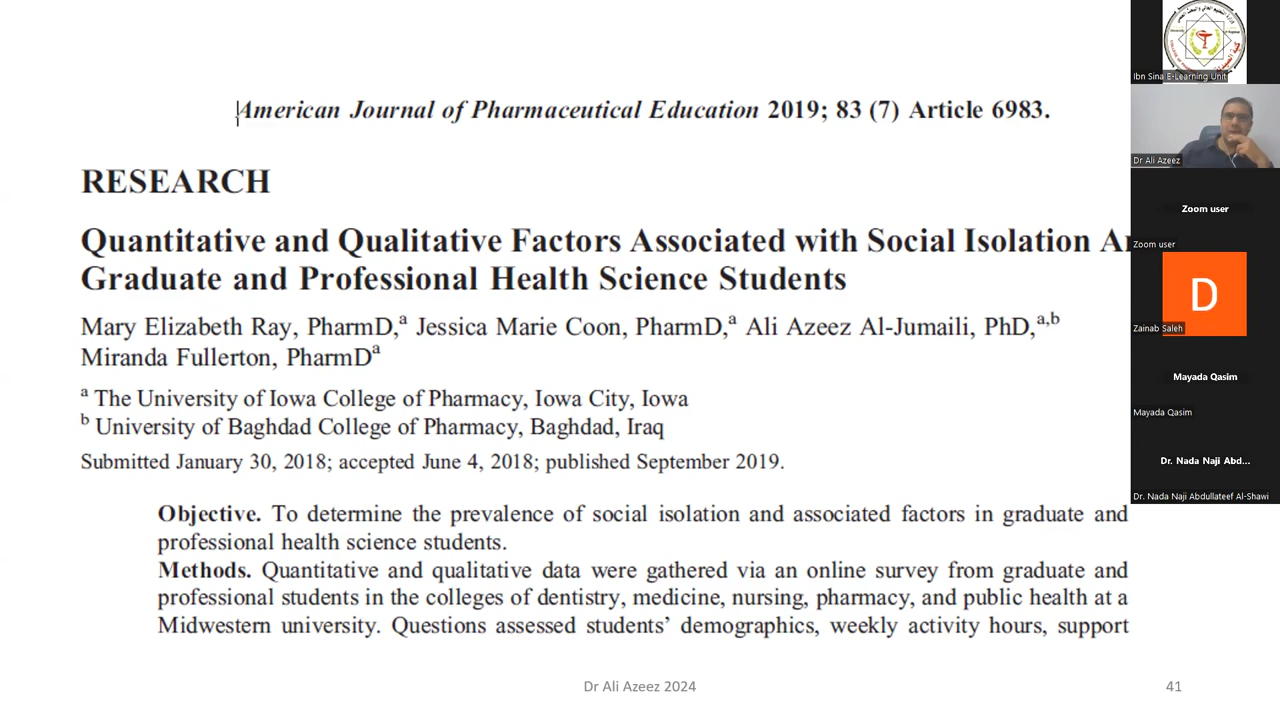 American Journal of Pharmaceutical Education 2019; 83 (7) Article 6983.
RESEARCH
Quantitative and Qualitative Factors Associated with Social Isolation
Graduate and Professional Health Science Students
Mary Elizabeth Ray, PharmD,a Jessica Marie Coon, PharmD,a Ali Azeez Al-Jumaili, PhD,a,b
Miranda Fullerton, PharmDa
a The University of Iowa College of Pharmacy, Iowa City, Iowa
b University of Baghdad College of Pharmacy, Baghdad, Iraq
Submitted January 30, 2018; accepted June 4, 2018; published September 2019.
Objective. To determine the prevalence of social isolation and associated factors in graduate and
professional health science students.
Methods. Quantitative and qualitative data were gathered via an online survey from graduate and
professional students in the colleges of dentistry, medicine, nursing, pharmacy, and public health at a
Midwestern university. Questions assessed students' demographics, weekly activity hours, support
Dr Ali Azeez 2024
41
Ibn Sina E-Learning Unit
Dr Ali Azeez
Zoom user
Zoom user
D
Zainab Saleh
Mayada Qasim
Mayada Qasim
Dr. Nada Naji Abd...
Dr. Nada Naji Abdullateef Al-Shawi